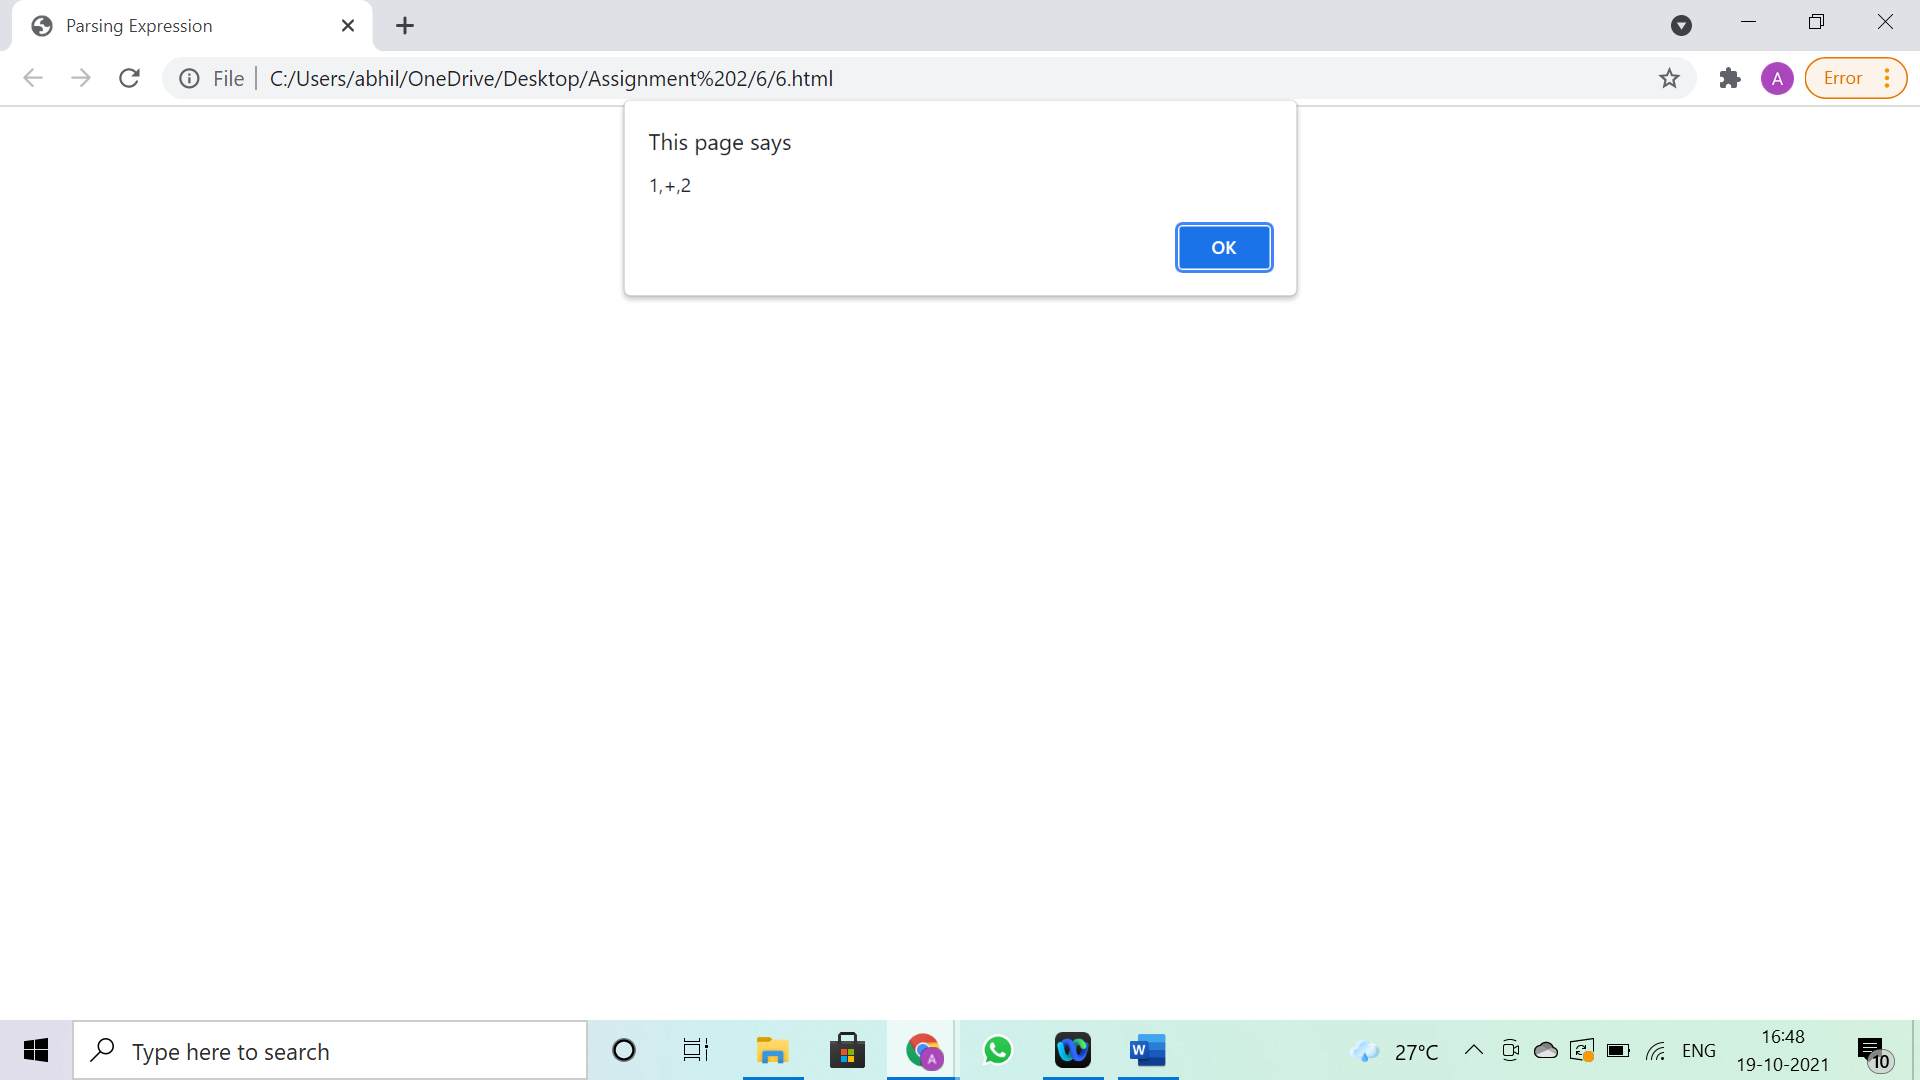 Parsing Expression
File
C:/Users/abhil/OneDrive/Desktop/Assignment%202/6/6.html
A
Error
This page says
1,+,2
OK
Type here to search
A
W
27°C
ENG
16:48
19-10-2021
10